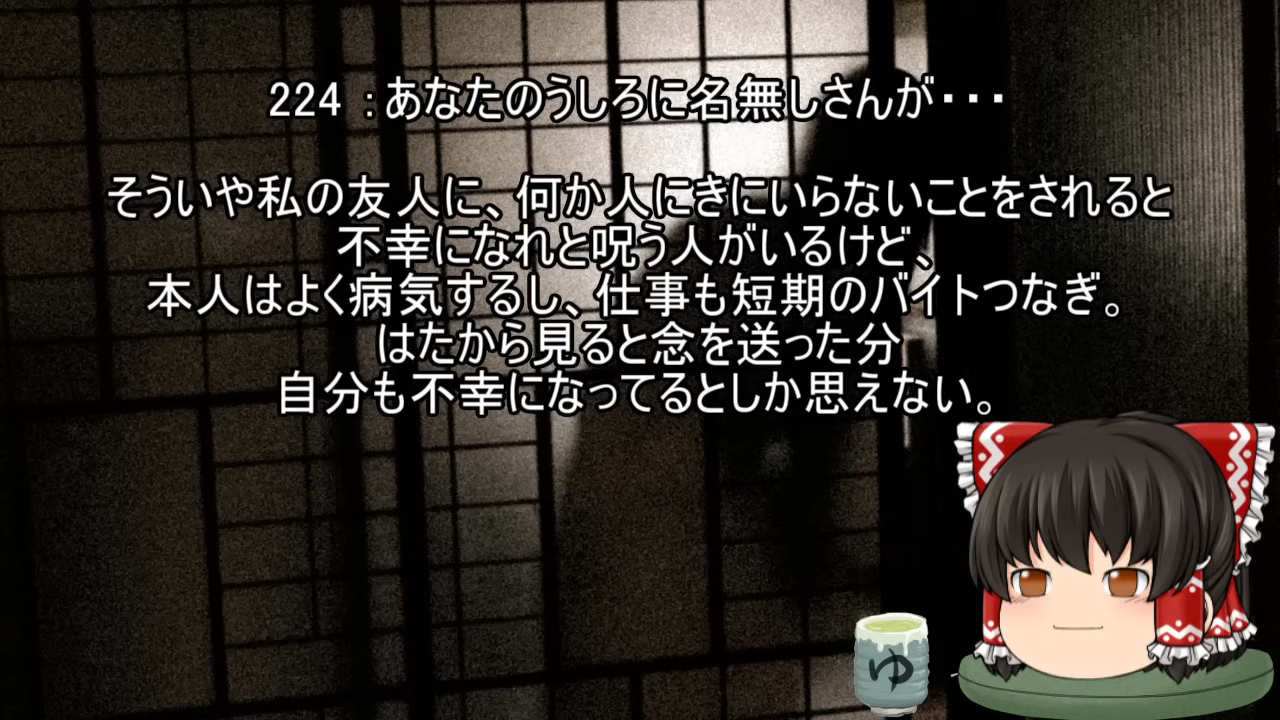 224 :あなたのうしろに名無しさんが・・・
そういや私の友人に、何か人にきにいらないことをされると
不幸になれと呪う人がいるけど、
本人はよく病気するし、仕事も短期のバイトつなぎ。
はたから見ると念を送った分
自分も不幸になってるとしか思えない。
ゆ